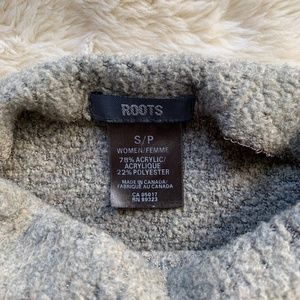 ROOTS
S/P
WOMEN/FEMME
78% ACRYLIC/
ACRYLIQUE
22% POLYESTER
MADE IN CANADA/
FABRIQUÉ AU CANADA
CA 05017
RN 89323